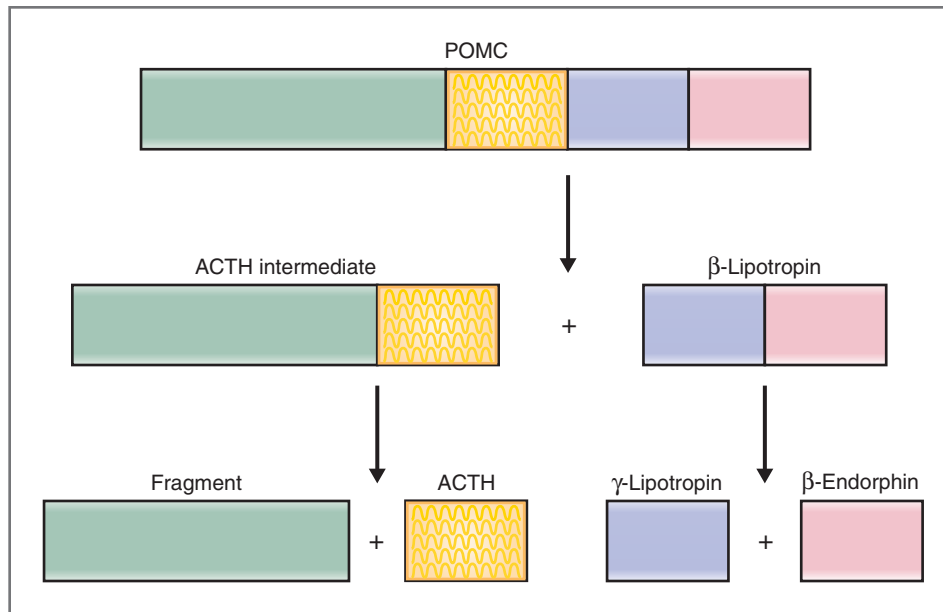 POMC
ACTH intermediate
+
β-Lipotropin
Fragment
+
ACTH
γ-Lipotropin
+
β-Endorphin